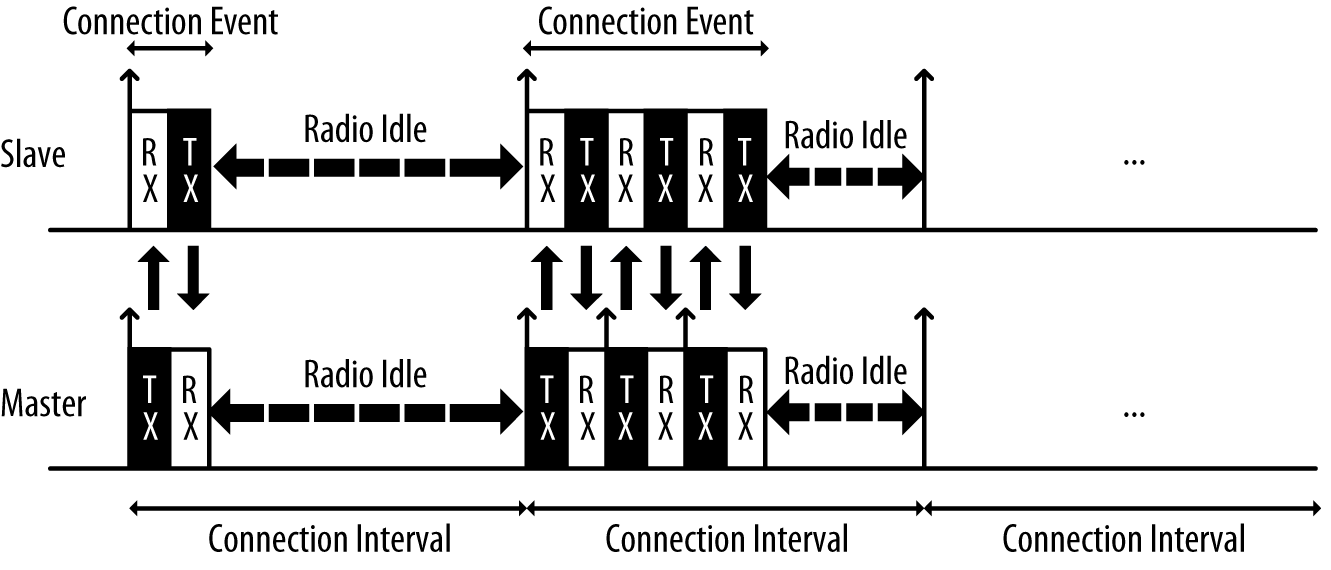 Connection Event
Connection Event
Slave
RX
TX
Radio Idle
RX
TX
RX
TX
RX
TX
Radio Idle
...
Master
TX
RX
Radio Idle
TX
RX
TX
RX
TX
RX
Radio Idle
...
Connection Interval
Connection Interval
Connection Interval